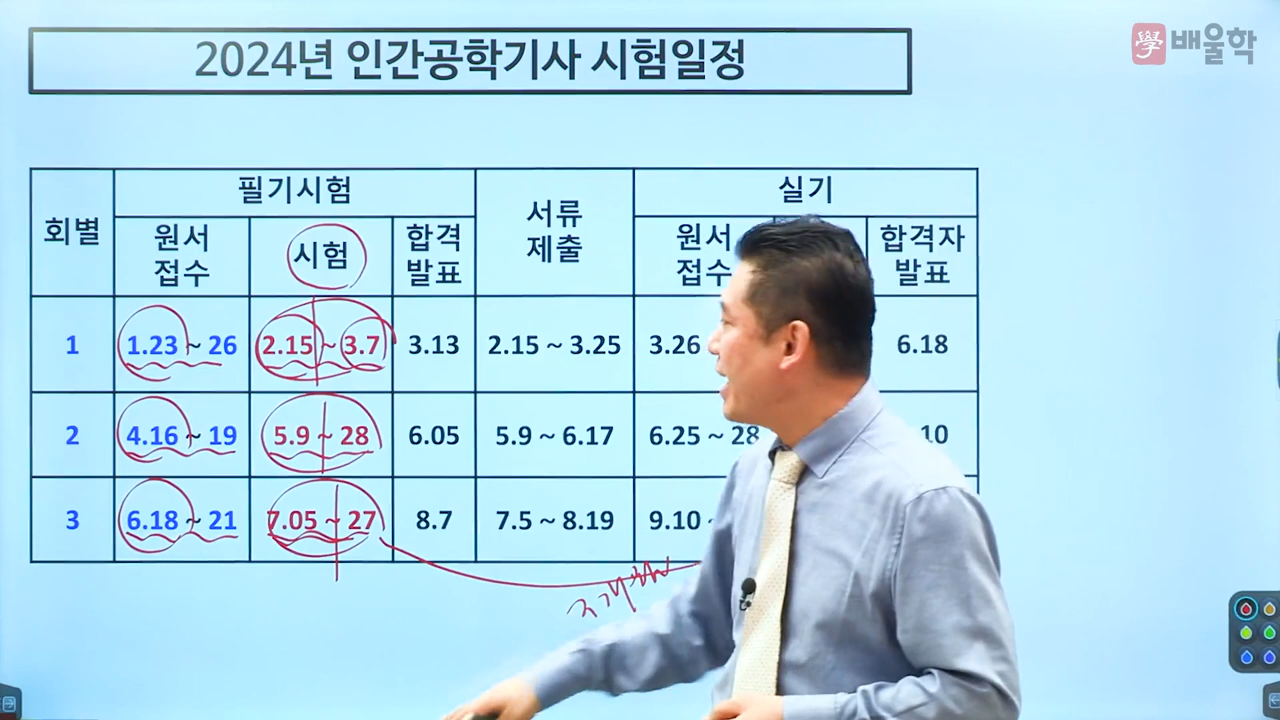 學 배울학
2024년 인간공학기사 시험일정
회별 필기시험 서류 제출 실기
원서 접수 시험 합격 발표 원서 접수 합격자 발표
1 1.23 ~ 26 2.15 ~ 3.7 3.13 2.15 ~ 3.25 3.26 6.18
2 4.16 ~ 19 5.9 ~ 28 6.05 5.9 ~ 6.17 6.25 ~ 28 10
3 6.18 ~ 21 7.05 ~ 27 8.7 7.5 ~ 8.19 9.10 ~